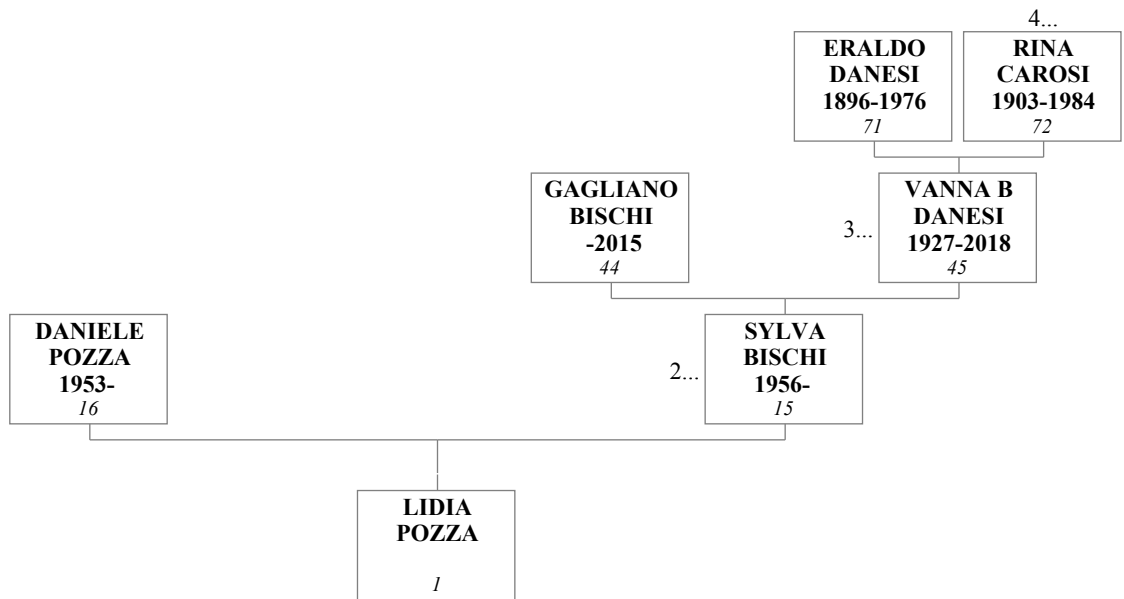 4...
ERALDO
DANESI
1896-1976
71
RINA
CAROSI
1903-1984
72
GAGLIANO
BISCHI
-2015
44
3...
VANNA B
DANESI
1927-2018
45
DANIELE
POZZA
1953-
16
2...
SYLVA
BISCHI
1956-
15
LIDIA
POZZA
1